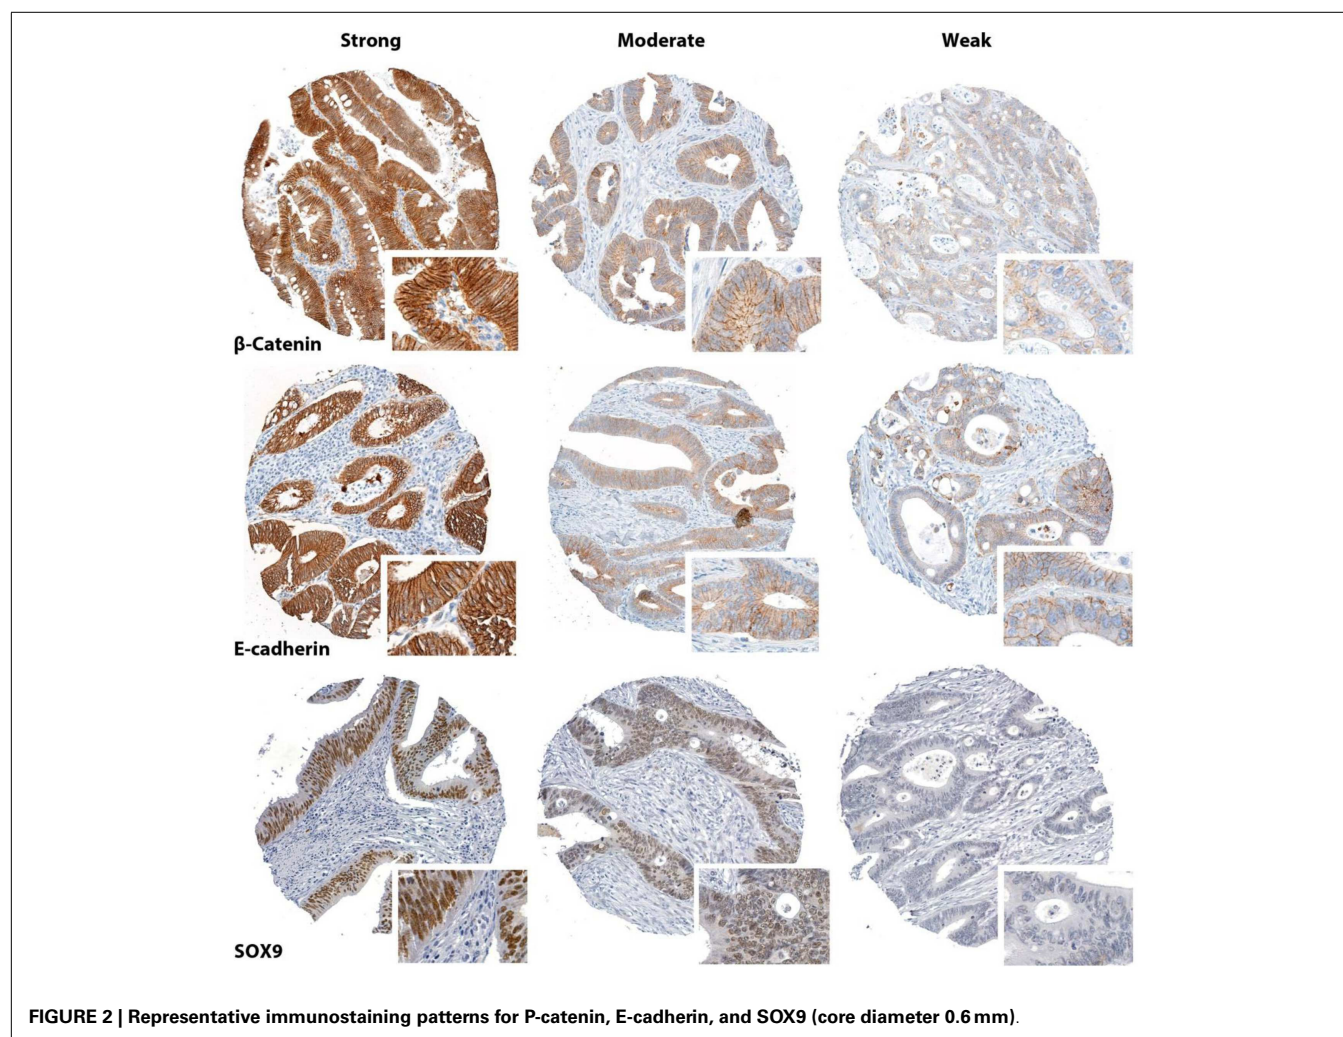 Strong Moderate Weak
β-Catenin
E-cadherin
SOX9
FIGURE 2 | Representative immunostaining patterns for P-catenin, E-cadherin, and SOX9 (core diameter 0.6 mm).